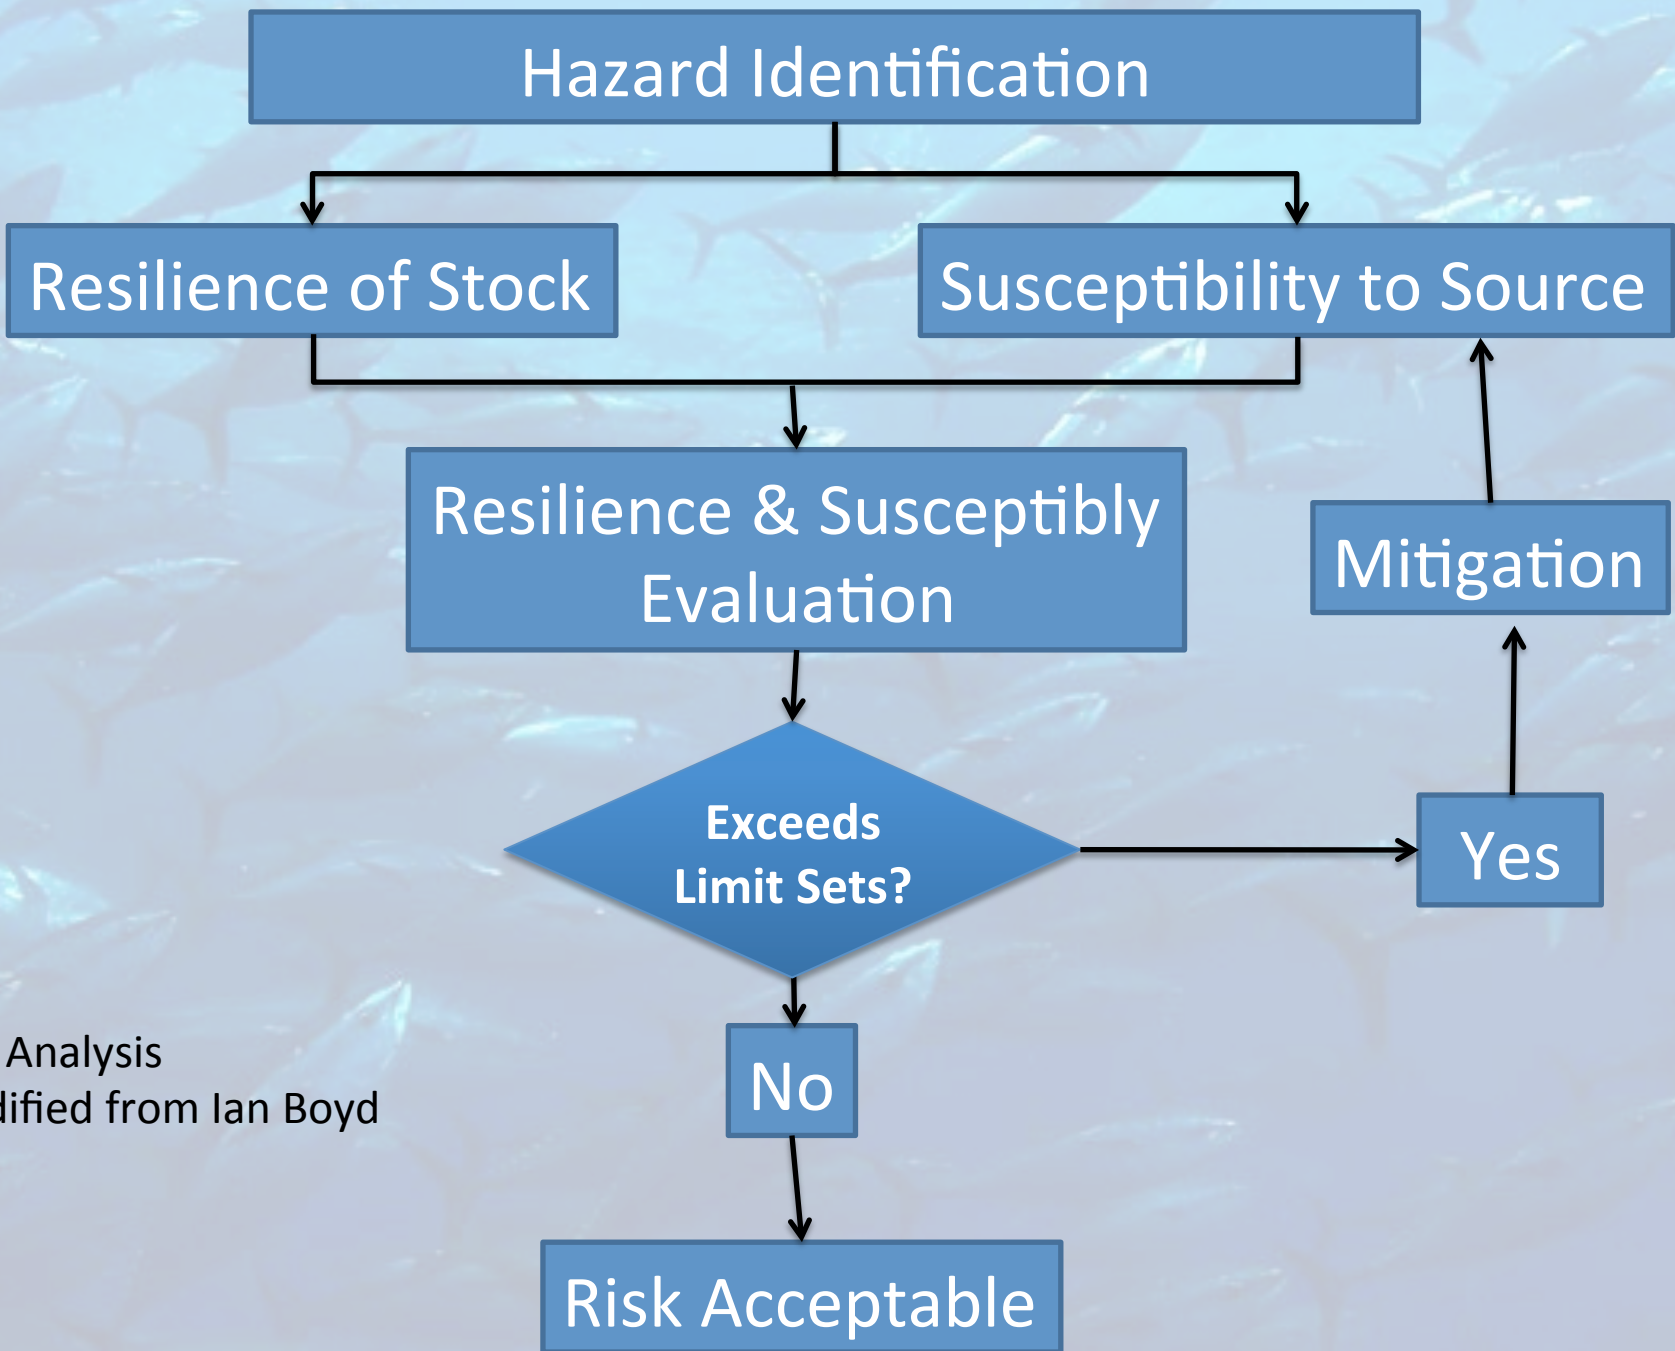 Hazard Identification
Resilience of Stock
Susceptibility to Source
Resilience & Susceptibly
Evaluation
Mitigation
Exceeds
Limit Sets?
Yes
No
Analysis
from Ian Boyd
Risk Acceptable